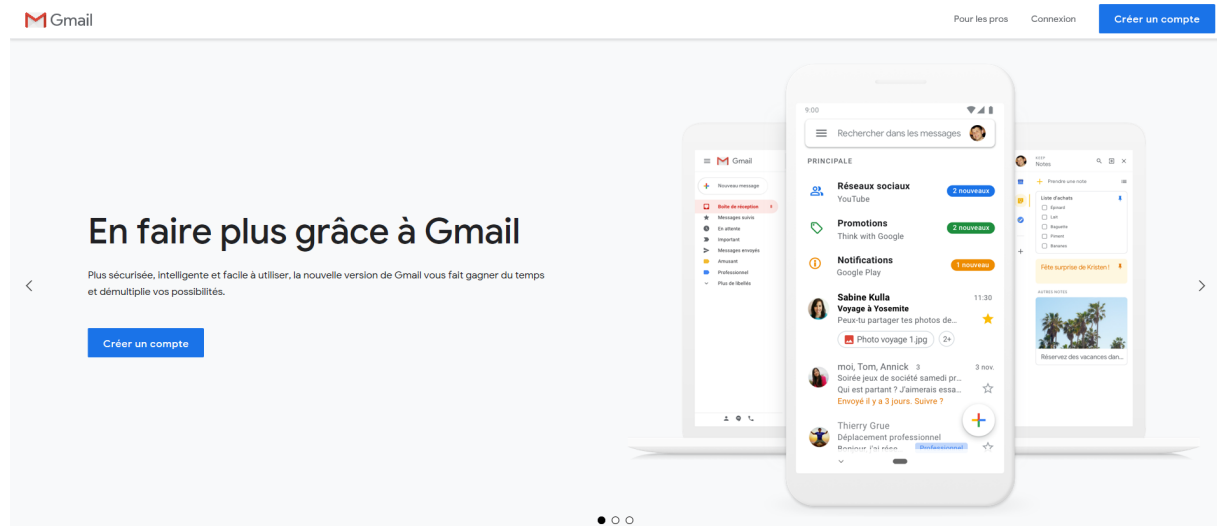 Gmail
Pour les pros
Connexion
Créer un compte
En faire plus grâce à Gmail
Plus sécurisée, intelligente et facile à utiliser, la nouvelle version de Gmail vous fait gagner du temps
et démultiplie vos possibilités.
Créer un compte
Gmail
Nouveau message
Boîte de réception
Messages suivis
En attente
Important
Messages envoyés
Amusant
Professionnel
Plus de libellés
9:00
Rechercher dans les messages
PRINCIPALE
Réseaux sociaux
2 nouveaux
YouTube
Promotions
2 nouveaux
Think with Google
Notifications
1 nouveau
Google Play
Sabine Kulla 11:30
Voyage à Yosemite
Peux-tu partager tes photos de...
Photo voyage 1.jpg 2+
moi, Tom, Annick 3 3 nov.
Soirée jeux de société samedi pr...
Qui est partant ? J'aimerais essa...
Envoyé il y a 3 jours. Suivre ?
Thierry Grue
Déplacement professionnel
Bonjour, j'ai rése... Professionnel
KEEP
Notes
Prendre une note
Liste d'achats
Épinard
Lait
Roquette
Piment
Bananes
Fête surprise de Kristen !
AUTRES NOTES
Réservez des vacances dan...